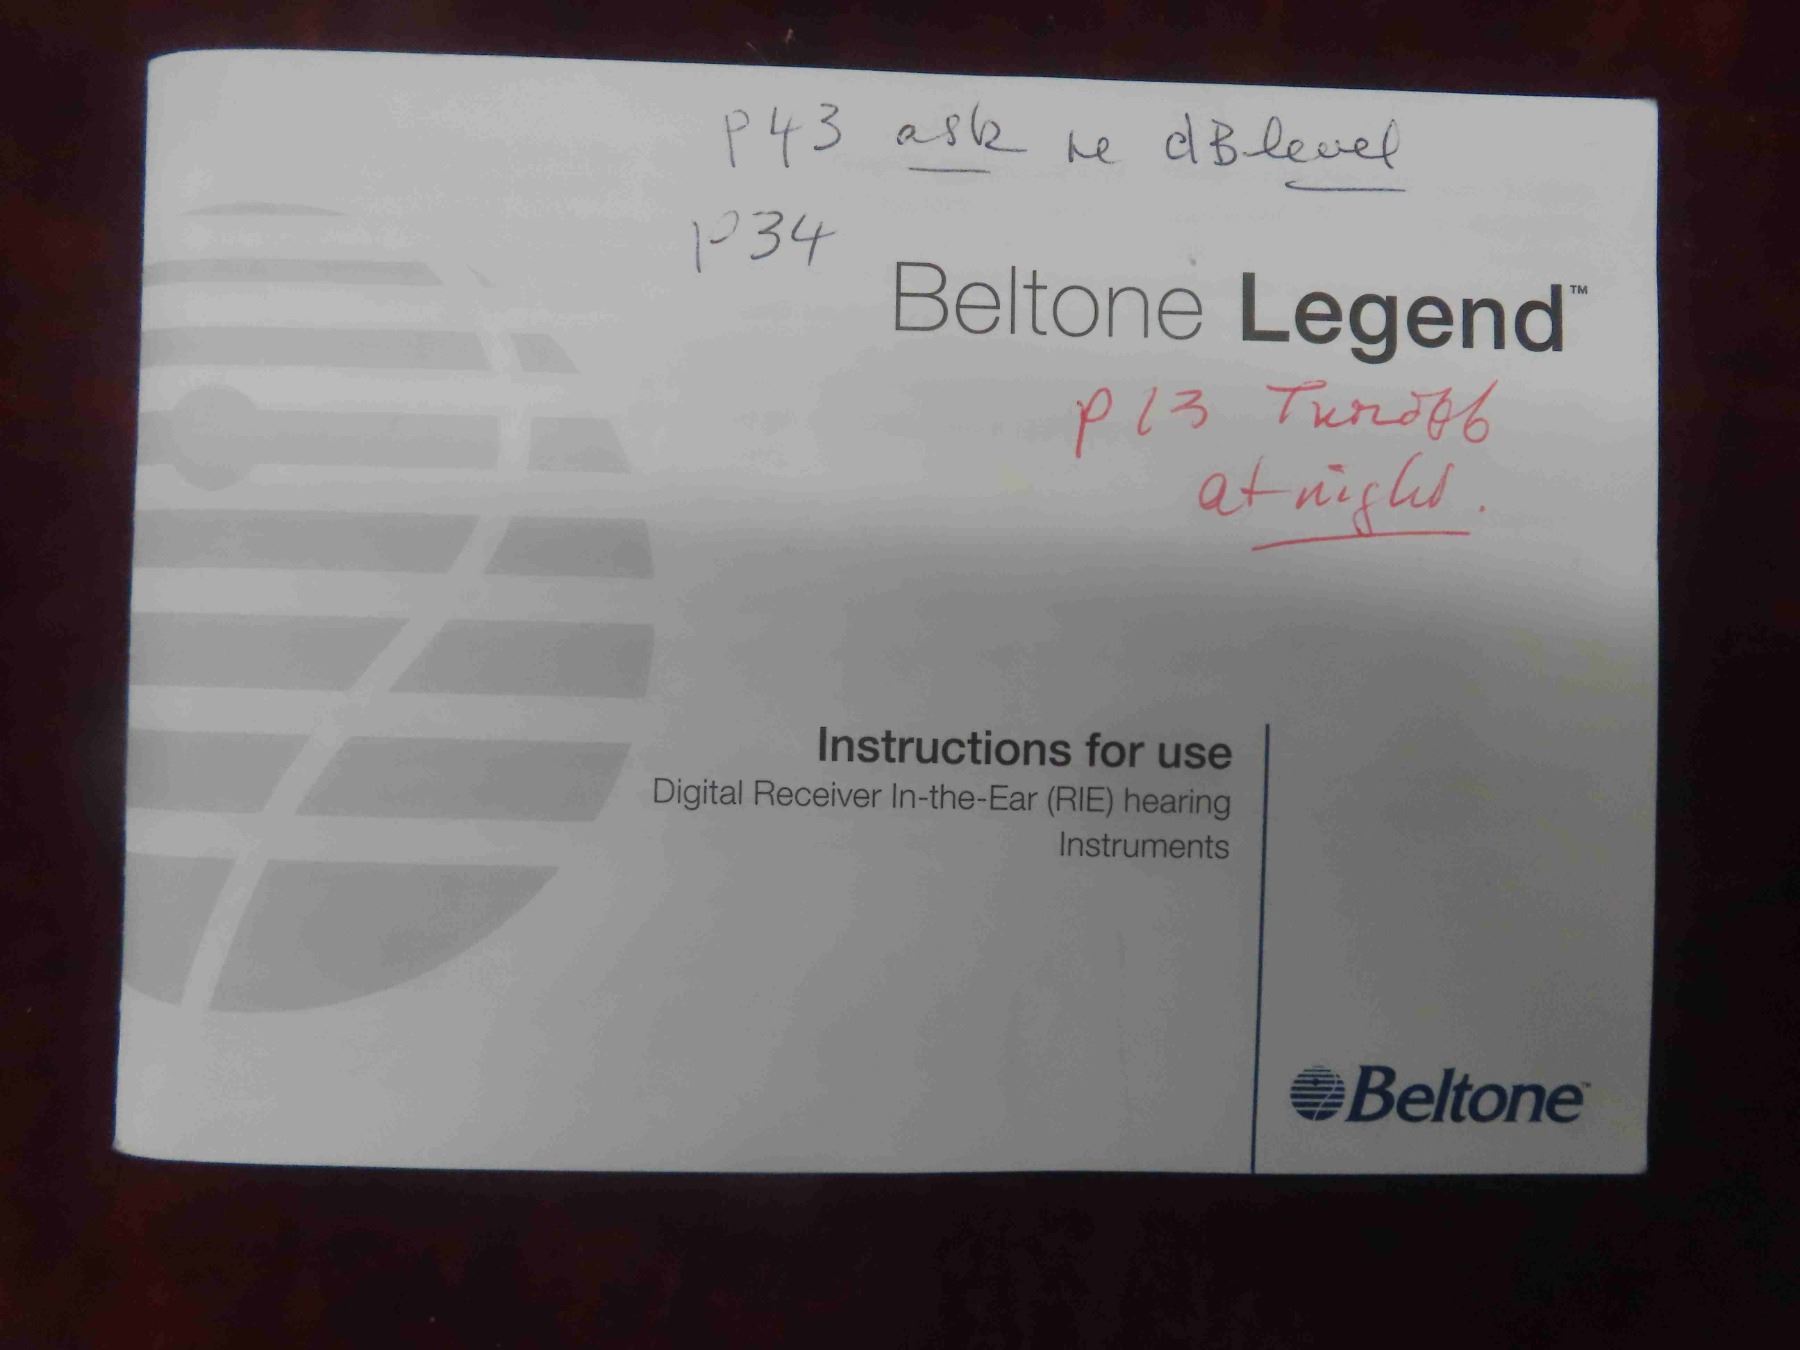 p43 ask re dB level
p34
Beltone Legend™
p13 Turn off
at night.
Instructions for use
Digital Receiver In-the-Ear (RIE) hearing
Instruments
Beltone™